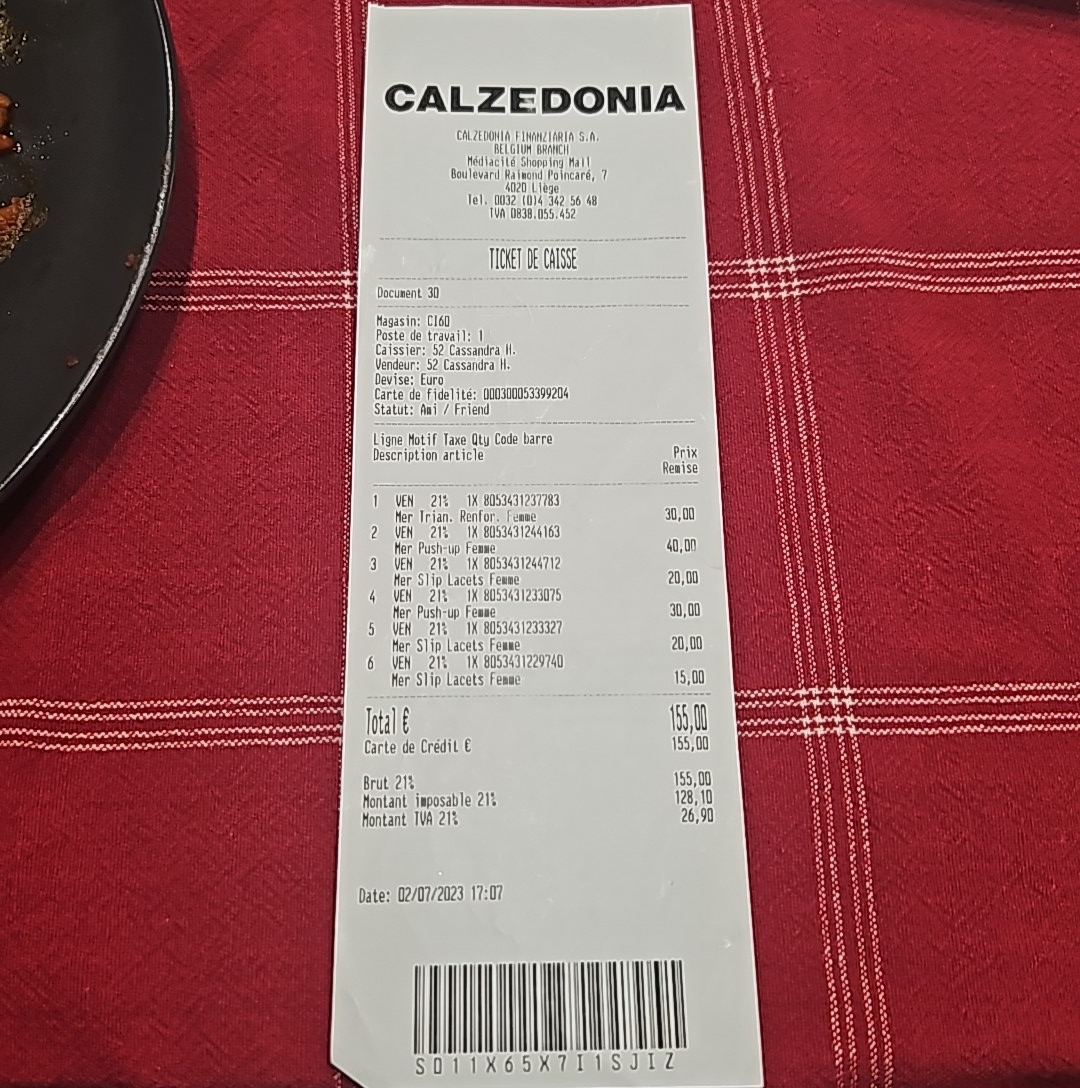 CALZEDONIA
CALZEDONIA FINANZIARIA S.A.
BELGIUM BRANCH
Médiacité Shopping Mall
Boulevard Raimond Poincaré, 7
4020 Liège
Tel. 0032 (0)4 342 56 48
TVA 0838.055.452
TICKET DE CAISSE
Document 30
Magasin: CI60
Poste de travail: 1
Caissier: 52 Cassandra H.
Vendeur: 52 Cassandra H.
Devise: Euro
Carte de fidelité: 000300053399204
Statut: Ami / Friend
Ligne Motif Taxe Qty Code barre
Description article Prix
Remise
1 VEN 21% 1X 8053431237783
Mer Trian. Renfor. Femme 30,00
2 VEN 21% 1X 8053431244163
Mer Push-up Femme 40,00
3 VEN 21% 1X 8053431244712
Mer Slip Lacets Femme 20,00
4 VEN 21% 1X 8053431233075
Mer Push-up Femme 30,00
5 VEN 21% 1X 8053431233327
Mer Slip Lacets Femme 20,00
6 VEN 21% 1X 8053431229740
Mer Slip Lacets Femme 15,00
Total € 155,00
Carte de Crédit € 155,00
Brut 21% 155,00
Montant imposable 21% 128,10
Montant TVA 21% 26,90
Date: 02/07/2023 17:07
S011X65X7I1SJIZ